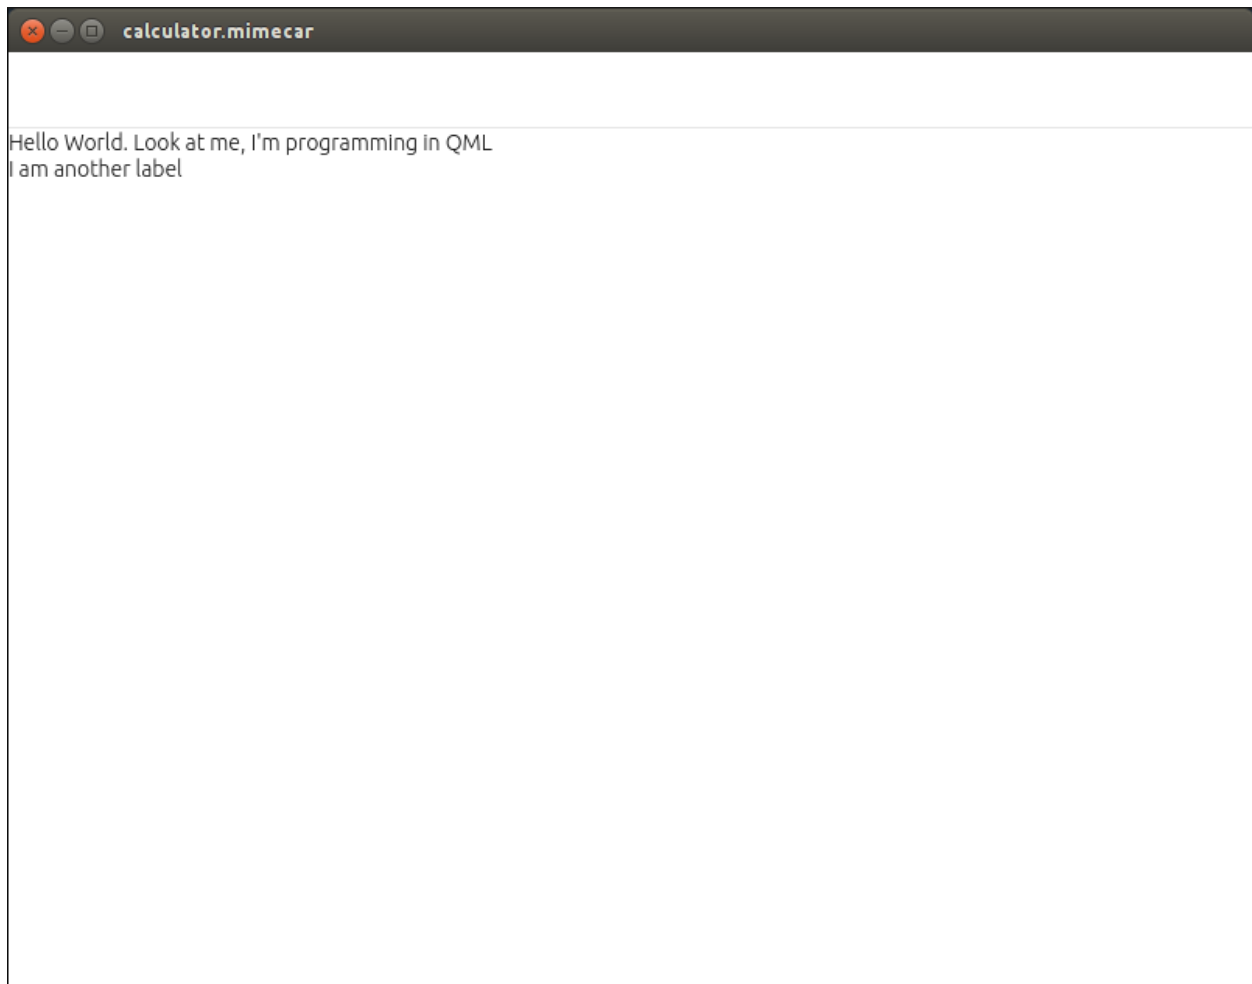 calculator.mimecar
Hello World. Look at me, I'm programming in QML
I am another label